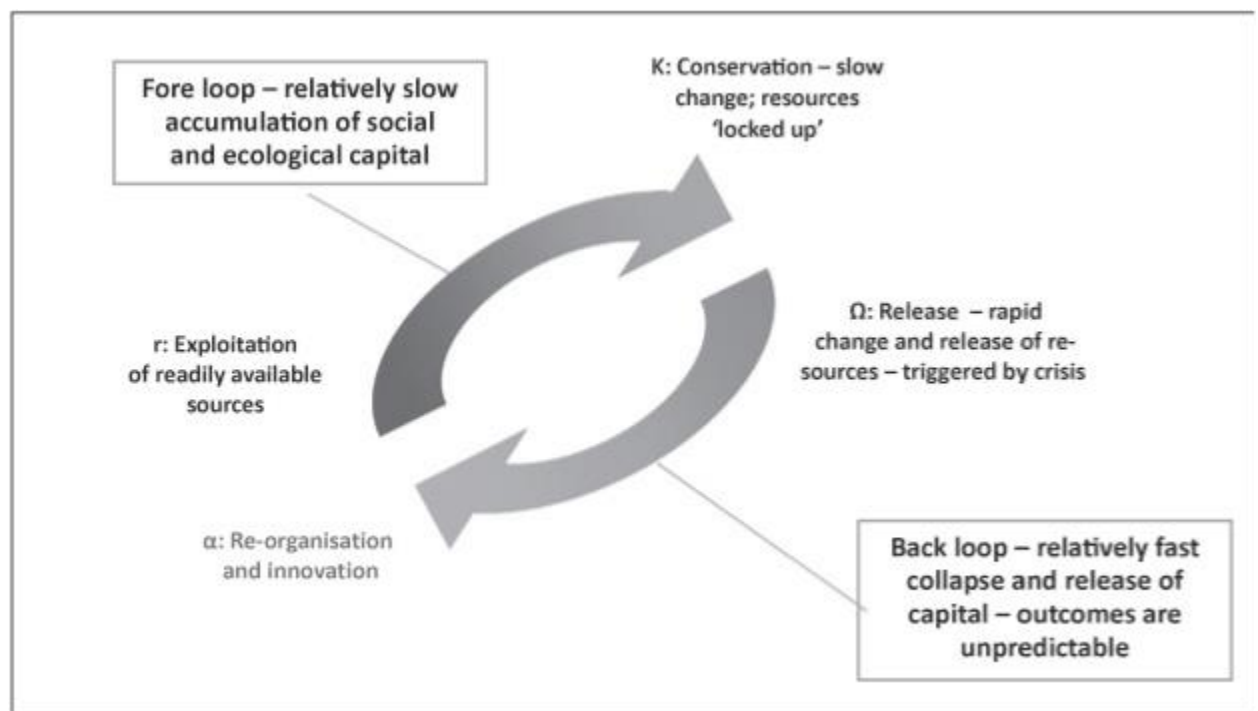 Fore loop – relatively slow
accumulation of social
and ecological capital
K: Conservation – slow
change; resources
‘locked up’
r: Exploitation
of readily available
sources
Ω: Release – rapid
change and release of re-
sources – triggered by crisis
α: Re-organisation
and innovation
Back loop – relatively fast
collapse and release of
capital – outcomes are
unpredictable